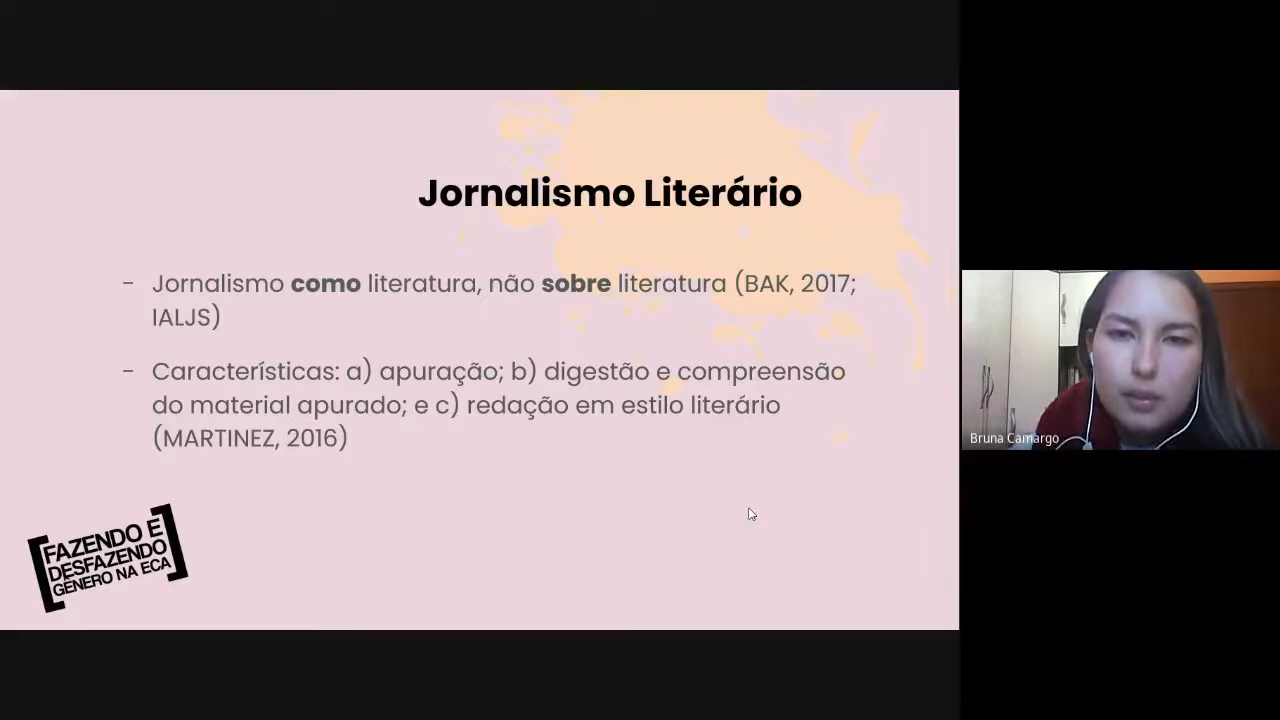 Jornalismo Literário
- Jornalismo como literatura, não sobre literatura (BAK, 2017;
IALJS)
- Características: a) apuração; b) digestão e compreensão
do material apurado; e c) redação em estilo literário
(MARTINEZ, 2016)
FAZENDO E
DESFAZENDO
GÊNERO NA ECA
Bruna Camargo